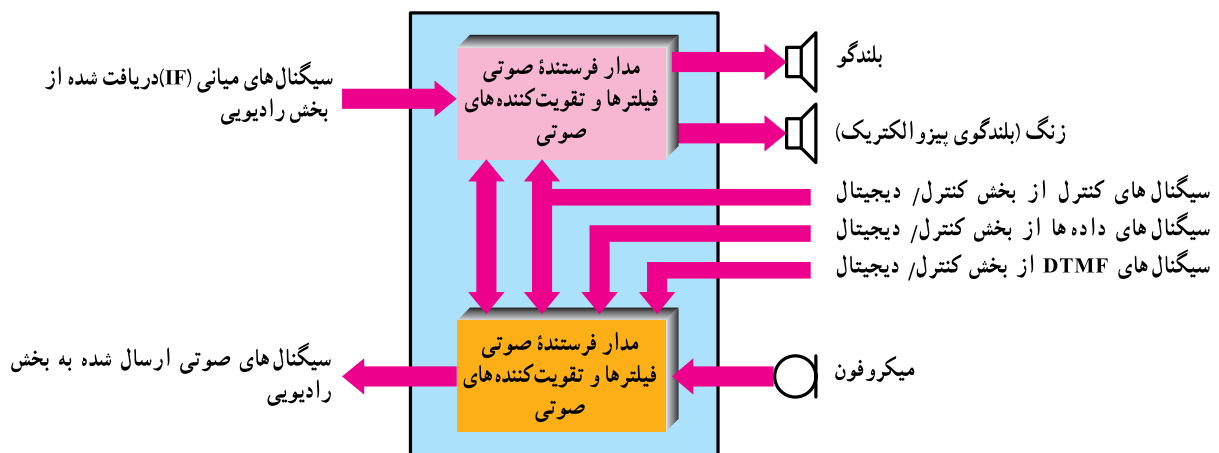 بلندگو
زنگ (بلندگوی پیزوالکتریک)
سیگنال‌های کنترل از بخش کنترل/ دیجیتال
سیگنال‌های داده‌ها از بخش کنترل/ دیجیتال
سیگنال‌های DTMF از بخش کنترل/ دیجیتال
میکروفون
مدار فرستندهٔ صوتی
فیلترها و تقویت‌کننده‌های
صوتی
مدار فرستندهٔ صوتی
فیلترها و تقویت‌کننده‌های
صوتی
سیگنال‌های میانی (IF)دریافت شده از
بخش رادیویی
سیگنال‌های صوتی ارسال شده به بخش
رادیویی